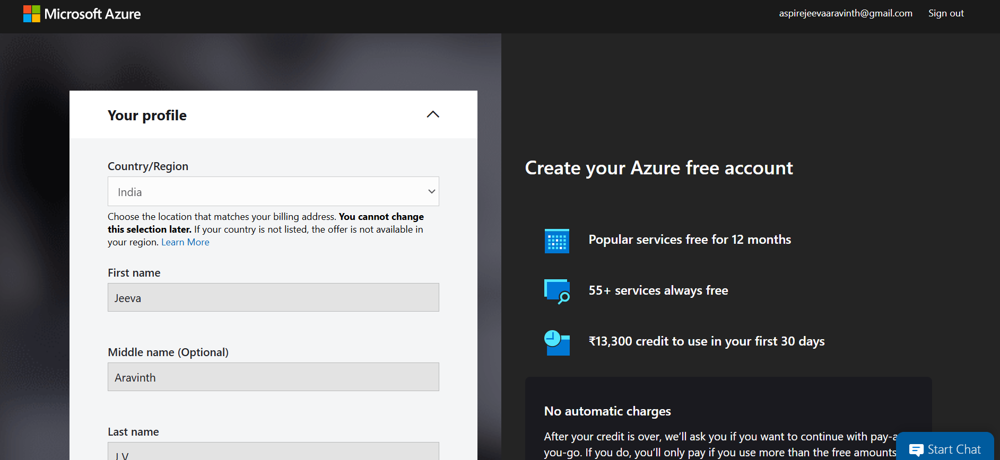 Microsoft Azure
aspirejeevaaravinth@gmail.com Sign out
Your profile
Country/Region
India
Choose the location that matches your billing address. You cannot change
this selection later. If your country is not listed, the offer is not available in
your region. Learn More
First name
Jeeva
Middle name (Optional)
Aravinth
Last name
J V
Create your Azure free account
Popular services free for 12 months
55+ services always free
₹13,300 credit to use in your first 30 days
No automatic charges
After your credit is over, we'll ask you if you want to continue with pay-a
you-go. If you do, you'll only pay if you use more than the free amounts
Start Chat